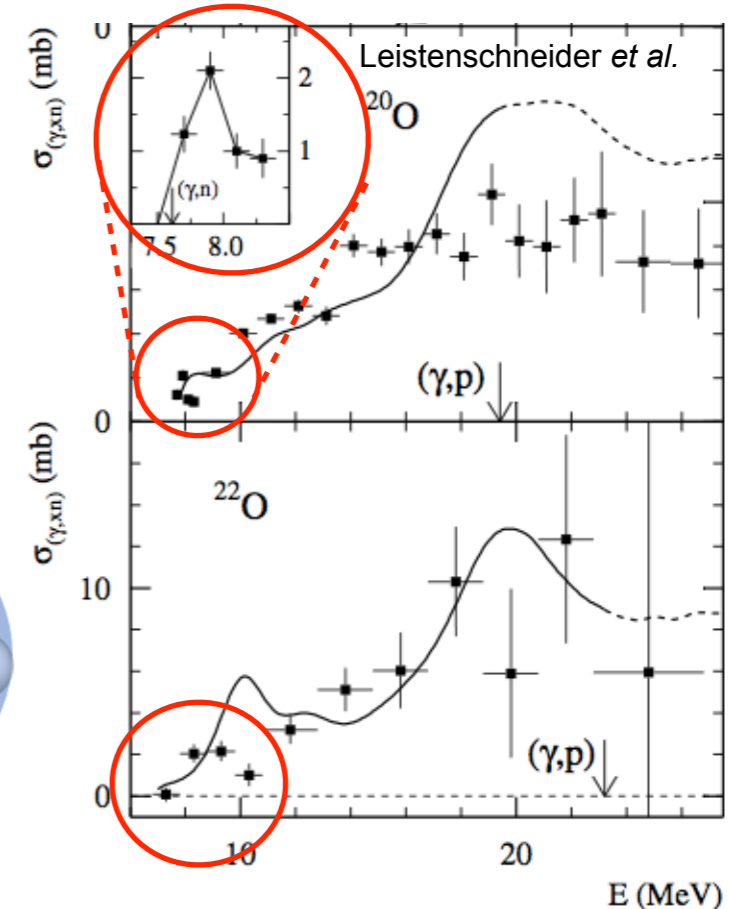 0
σ(γ,xn) (mb)
Leistenschneider et al.
2
20O
1
(γ,n)
7.5 8.0
(γ,p)
0
σ(γ,xn) (mb)
22O
10
(γ,p)
0
10 20
E (MeV)